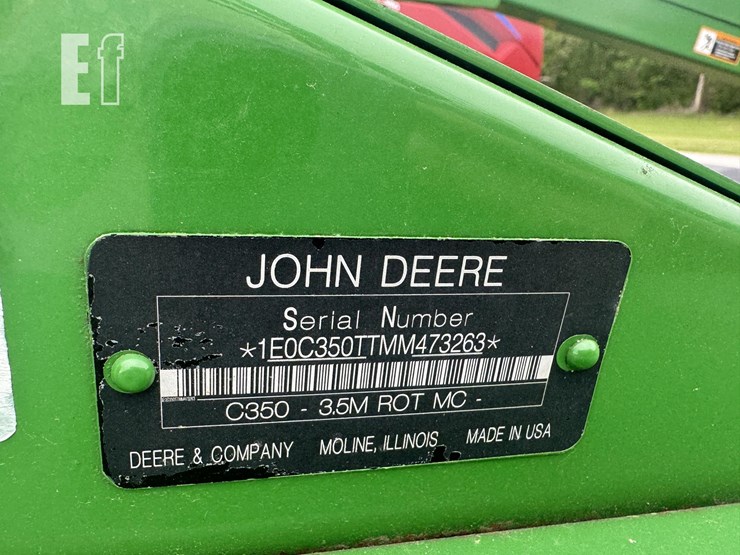 Ef
JOHN DEERE
Serial Number
*1E0C350TTMM473263*
C350 - 3.5M ROT MC -
DEERE & COMPANY MOLINE, ILLINOIS MADE IN USA